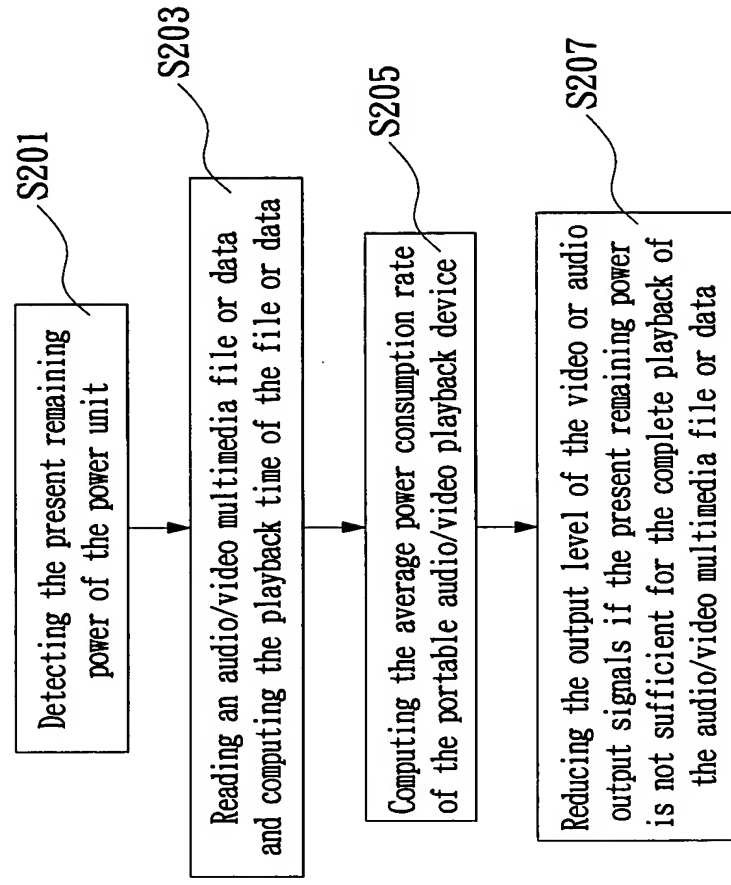 S201
Detecting the present remaining
power of the power unit
S203
Reading an audio/video multimedia file or data
and computing the playback time of the file or data
S205
Computing the average power consumption rate
of the portable audio/video playback device
S207
Reducing the output level of the video or audio
output signals if the present remaining power
is not sufficient for the complete playback of
the audio/video multimedia file or data